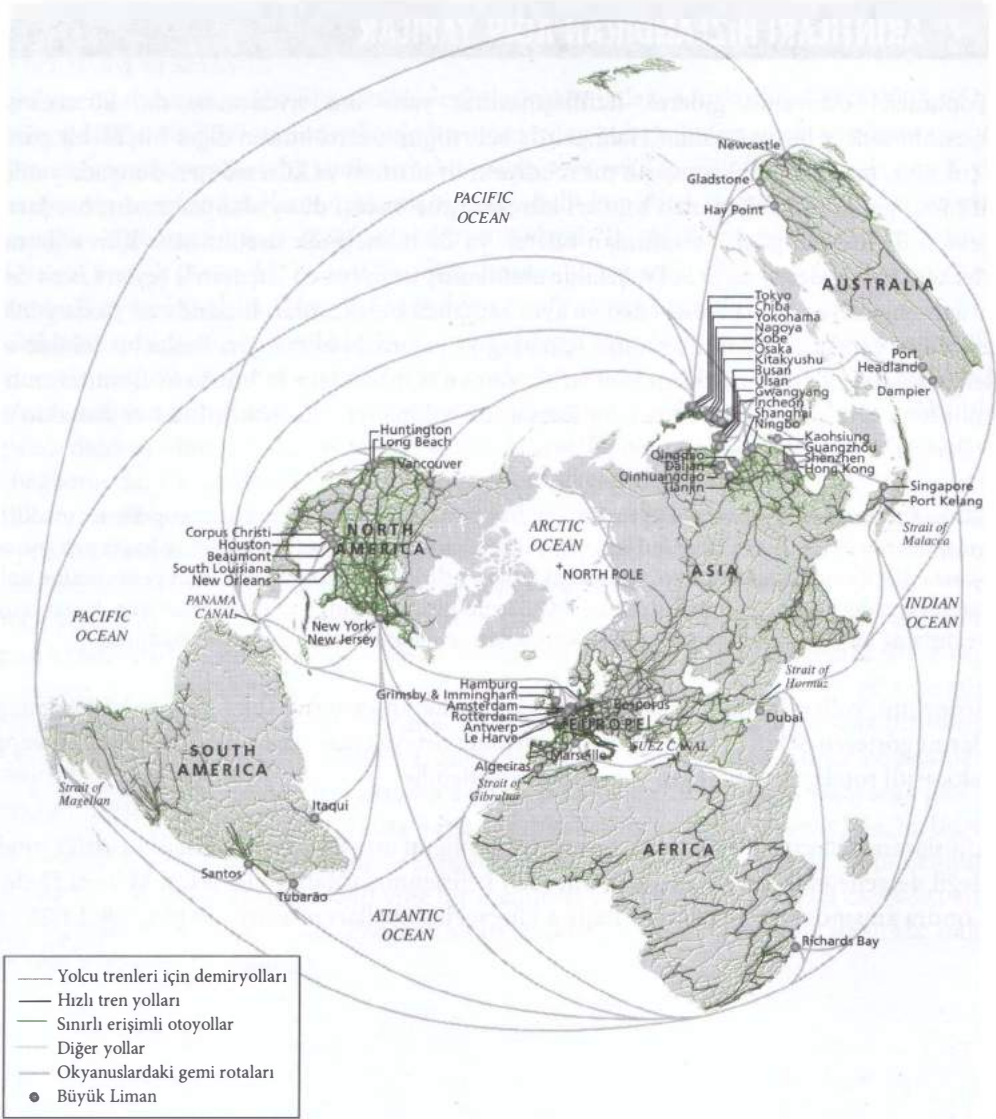 Newcastle
Gladstone
Hay Point
PACIFIC
OCEAN
AUSTRALIA
Tokyo
Chiba
Yokohama
Nagoya
Kobe
Osaka
Kitakyushu
Busan
Ulsan
Gwangyang
Incheon
Shanghai
Ningbo
Port
Headland
Dampier
Kaohsiung
Guangzhou
Shenzhen
Hong Kong
Qingdao
Dalian
Qinhuangdao
Tianjin
Huntington
Long Beach
Vancouver
Singapore
Port Kelang
Strait of
Malacca
NORTH
AMERICA
Corpus Christi
Houston
Beaumont
South Louisiana
New Orleans
PANAMA
CANAL
ARCTIC
OCEAN
NORTH POLE
ASIA
INDIAN
OCEAN
PACIFIC
OCEAN
New York-
New Jersey
Strait of
Hormuz
Dubai
Hamburg
Grimsby & Immingham
Amsterdam
Rotterdam
Antwerp
Le Harve
Bosporus
EUROPE
SUEZ CANAL
Marseille
Algeciras
Strait of
Gibraltar
SOUTH
AMERICA
Strait of
Magellan
Itaqui
Santos
Tubarão
AFRICA
ATLANTIC
OCEAN
Richards Bay
Yolcu trenleri için demiryolları
Hızlı tren yolları
Sınırlı erişimli otoyollar
Diğer yollar
Okyanuslardaki gemi rotaları
Büyük Liman